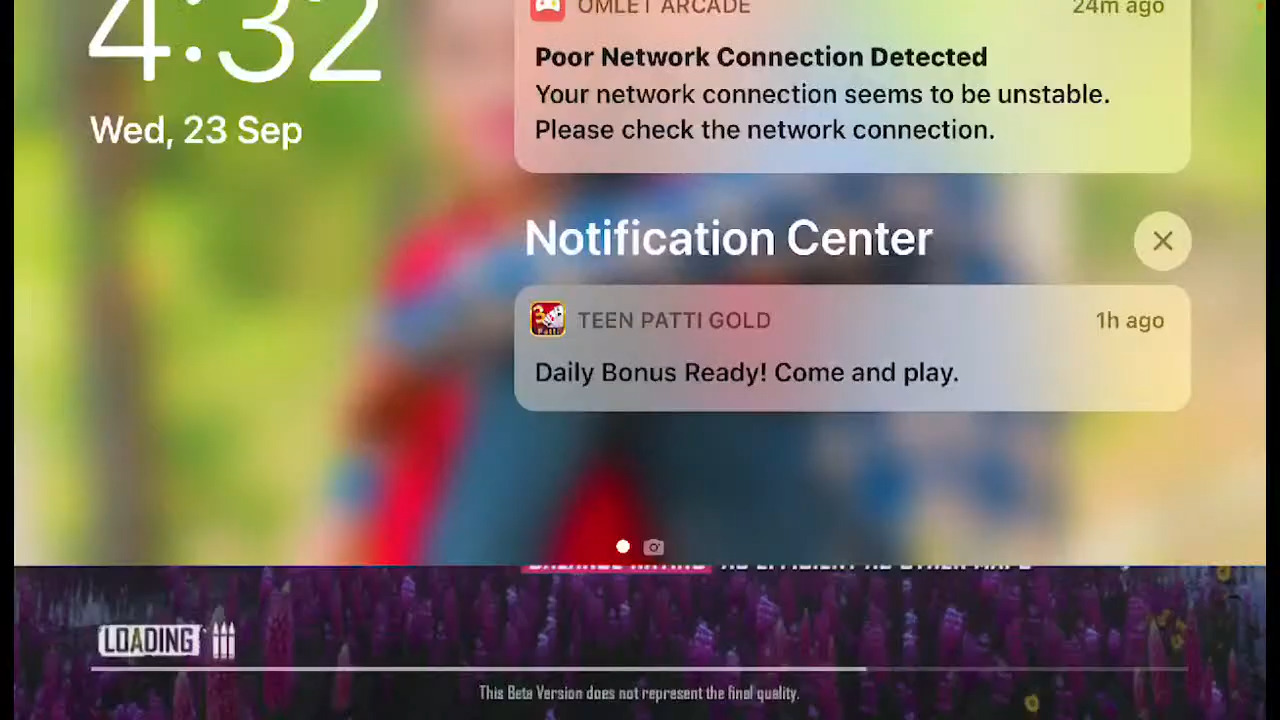 4:32
Wed, 23 Sep
OMLET ARCADE
24m ago
Poor Network Connection Detected
Your network connection seems to be unstable.
Please check the network connection.
Notification Center
TEEN PATTI GOLD
1h ago
Daily Bonus Ready! Come and play.
LOADING
This Beta Version does not represent the final quality.